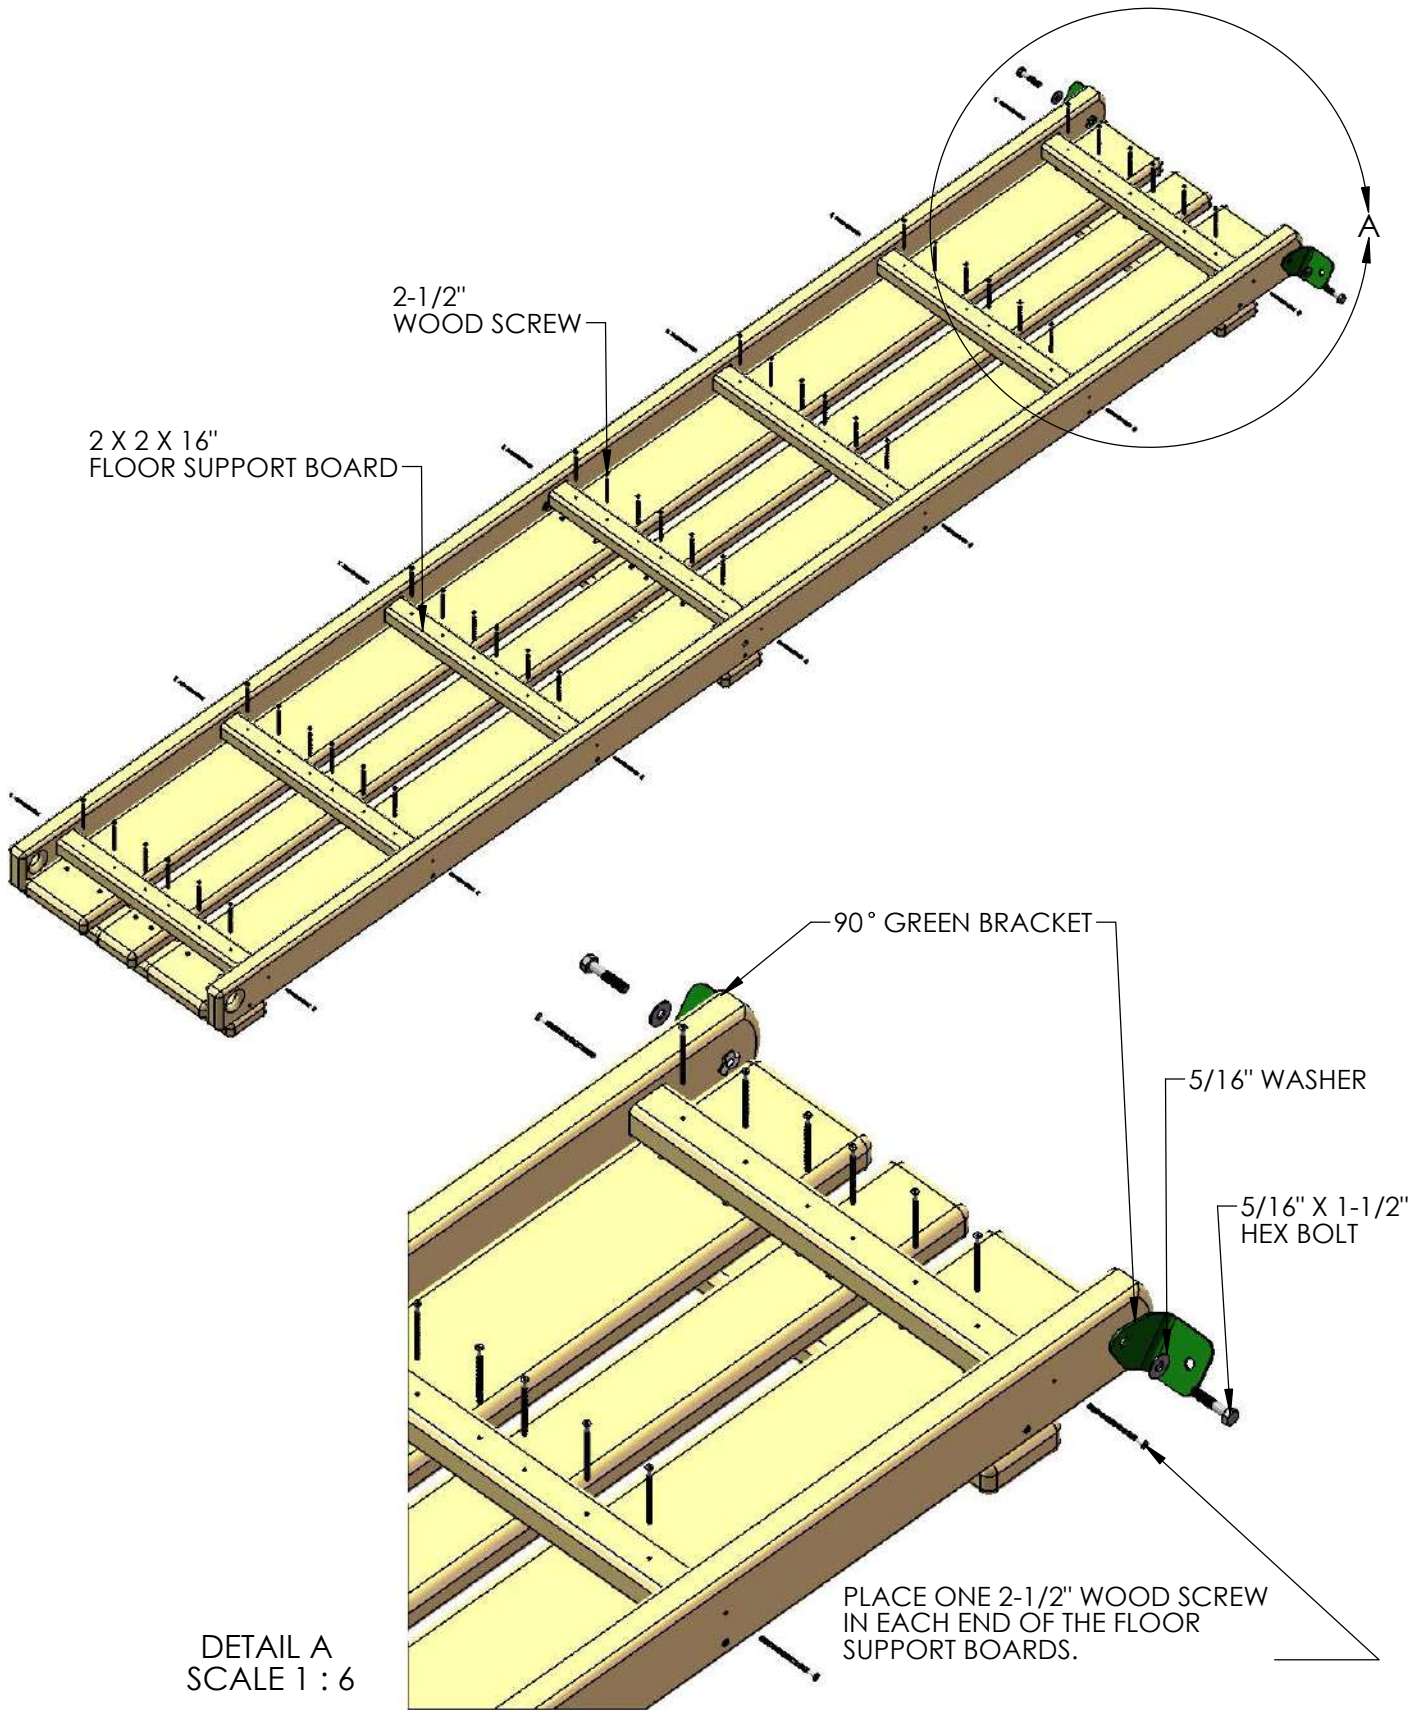 A
2-1/2"
WOOD SCREW
2 X 2 X 16"
FLOOR SUPPORT BOARD
90° GREEN BRACKET
5/16" WASHER
5/16" X 1-1/2"
HEX BOLT
PLACE ONE 2-1/2" WOOD SCREW
IN EACH END OF THE FLOOR
SUPPORT BOARDS.
DETAIL A
SCALE 1 : 6